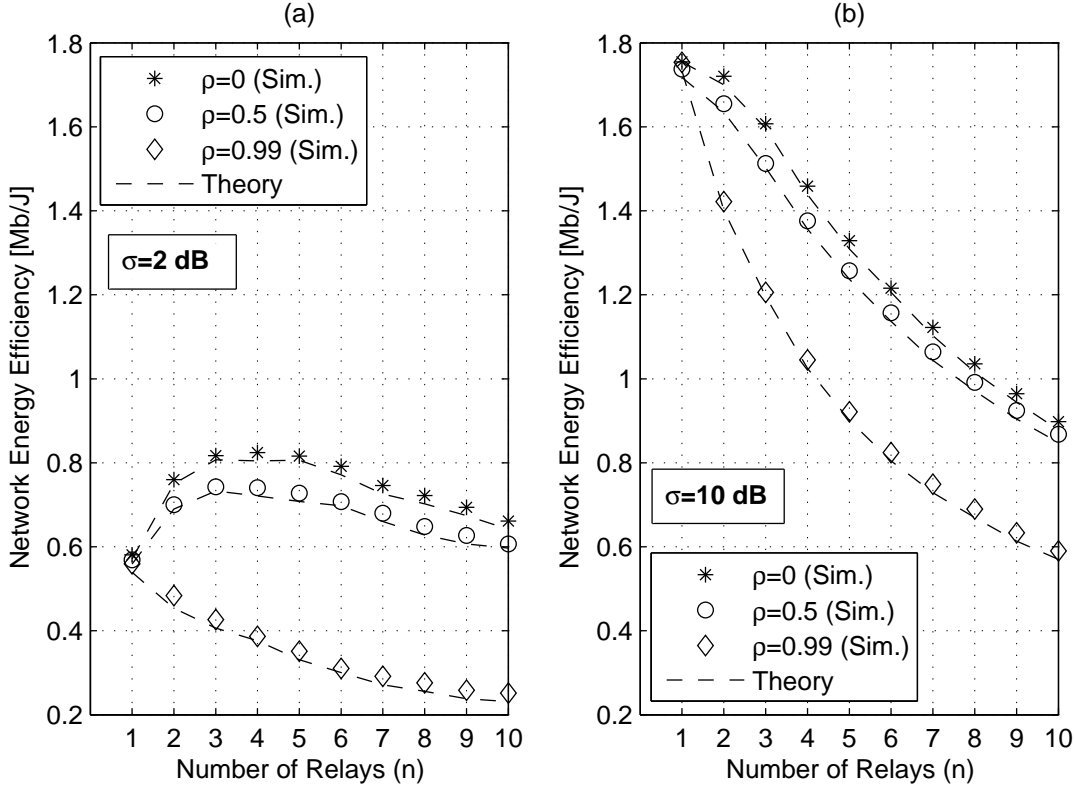 (a)
Network Energy Efficiency [Mb/J]
1.8
1.6
1.4
1.2
1
0.8
0.6
0.4
0.2
ρ=0 (Sim.)
ρ=0.5 (Sim.)
ρ=0.99 (Sim.)
Theory
σ=2 dB
1 2 3 4 5 6 7 8 9 10
Number of Relays (n)
(b)
Network Energy Efficiency [Mb/J]
1.8
1.6
1.4
1.2
1
0.8
0.6
0.4
0.2
σ=10 dB
ρ=0 (Sim.)
ρ=0.5 (Sim.)
ρ=0.99 (Sim.)
Theory
1 2 3 4 5 6 7 8 9 10
Number of Relays (n)